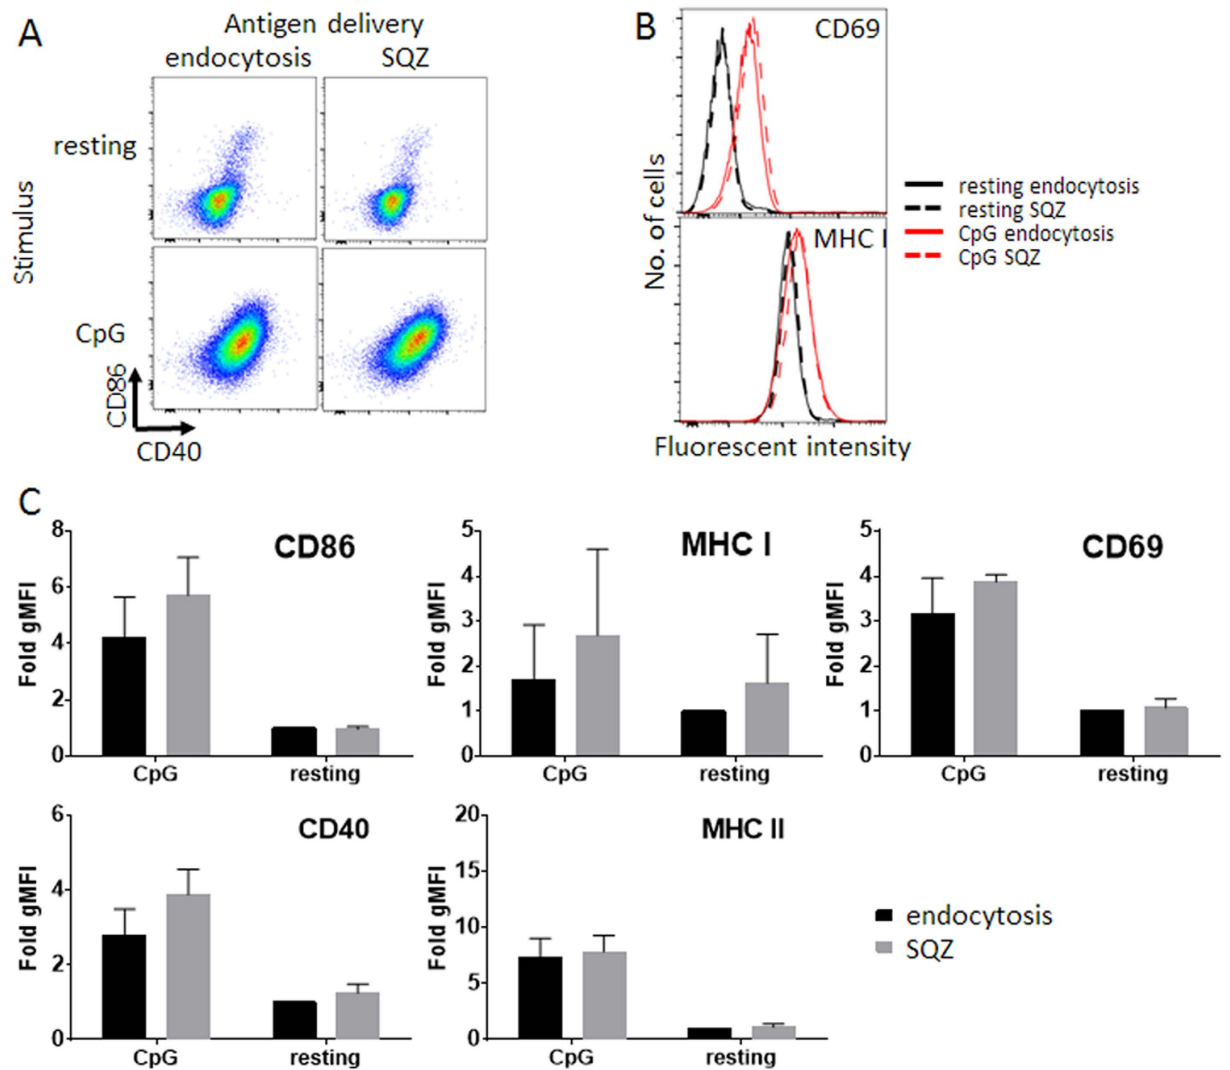 A
Antigen delivery
endocytosis SQZ
Stimulus
resting
CpG
CD86
CD40
B
CD69
MHC I
No. of cells
Fluorescent intensity
resting endocytosis
resting SQZ
CpG endocytosis
CpG SQZ
C
CD86
Fold gMFI
8
6
4
2
0
CpG resting
MHC I
Fold gMFI
5
4
3
2
1
0
CpG resting
CD69
Fold gMFI
5
4
3
2
1
0
CpG resting
CD40
Fold gMFI
6
4
2
0
CpG resting
MHC II
Fold gMFI
20
15
10
5
0
CpG resting
endocytosis
SQZ